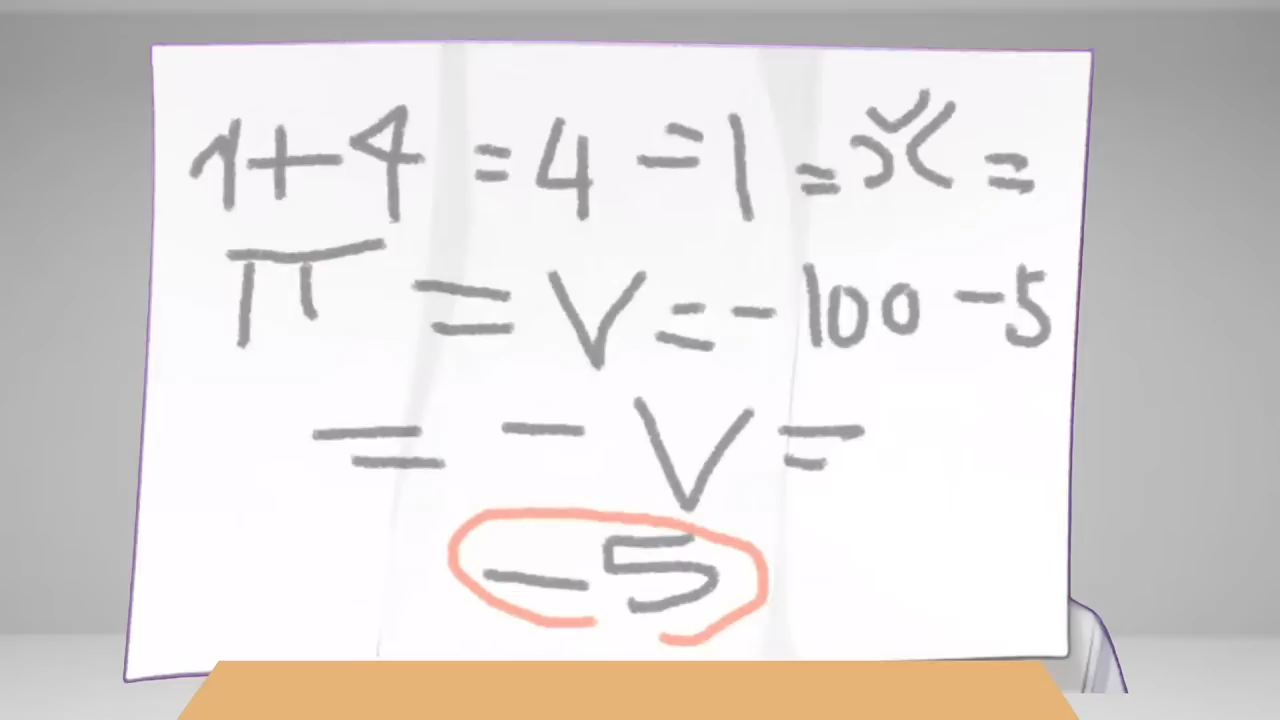 1+4 = 4 = 1 = x̌ =
π = V = -100 -5
= - V =
-5